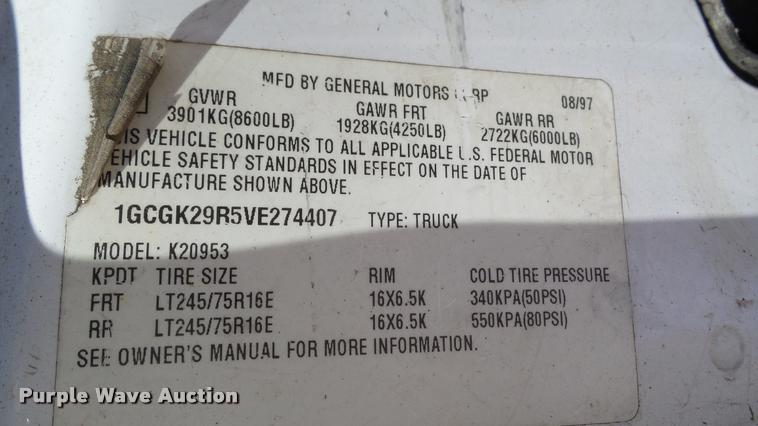 MFD BY GENERAL MOTORS 08/97
GVWR GAWR FRT GAWR RR
3901KG(8600LB) 1928KG(4250LB) 2722KG(6000LB)
VEHICLE CONFORMS TO ALL APPLICABLE U.S. FEDERAL MOTOR
VEHICLE SAFETY STANDARDS IN EFFECT ON THE DATE OF
MANUFACTURE SHOWN ABOVE.
1GCGK29R5VE274407 TYPE: TRUCK
MODEL: K20953
KPDT TIRE SIZE RIM COLD TIRE PRESSURE
FRT LT245/75R16E 16X6.5K 340KPA(50PSI)
RR LT245/75R16E 16X6.5K 550KPA(80PSI)
SEE OWNER'S MANUAL FOR MORE INFORMATION.
Purple Wave Auction